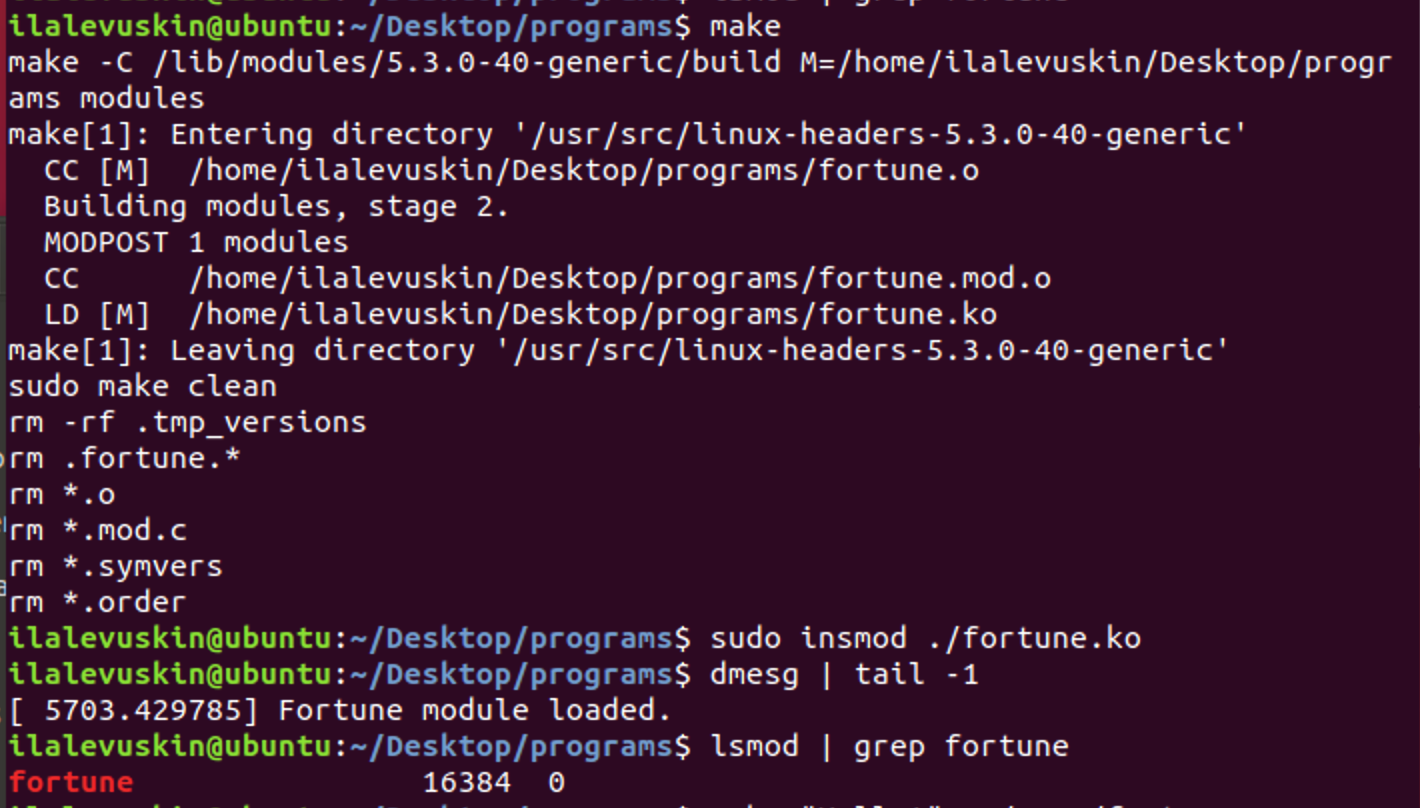 ilalevuskin@ubuntu:~/Desktop/programs$ make
make -C /lib/modules/5.3.0-40-generic/build M=/home/ilalevuskin/Desktop/progr
ams modules
make[1]: Entering directory '/usr/src/linux-headers-5.3.0-40-generic'
  CC [M]  /home/ilalevuskin/Desktop/programs/fortune.o
  Building modules, stage 2.
  MODPOST 1 modules
  CC      /home/ilalevuskin/Desktop/programs/fortune.mod.o
  LD [M]  /home/ilalevuskin/Desktop/programs/fortune.ko
make[1]: Leaving directory '/usr/src/linux-headers-5.3.0-40-generic'
sudo make clean
rm -rf .tmp_versions
rm .fortune.*
rm *.o
rm *.mod.c
rm *.symvers
rm *.order
ilalevuskin@ubuntu:~/Desktop/programs$ sudo insmod ./fortune.ko
ilalevuskin@ubuntu:~/Desktop/programs$ dmesg | tail -1
[ 5703.429785] Fortune module loaded.
ilalevuskin@ubuntu:~/Desktop/programs$ lsmod | grep fortune
fortune                16384  0